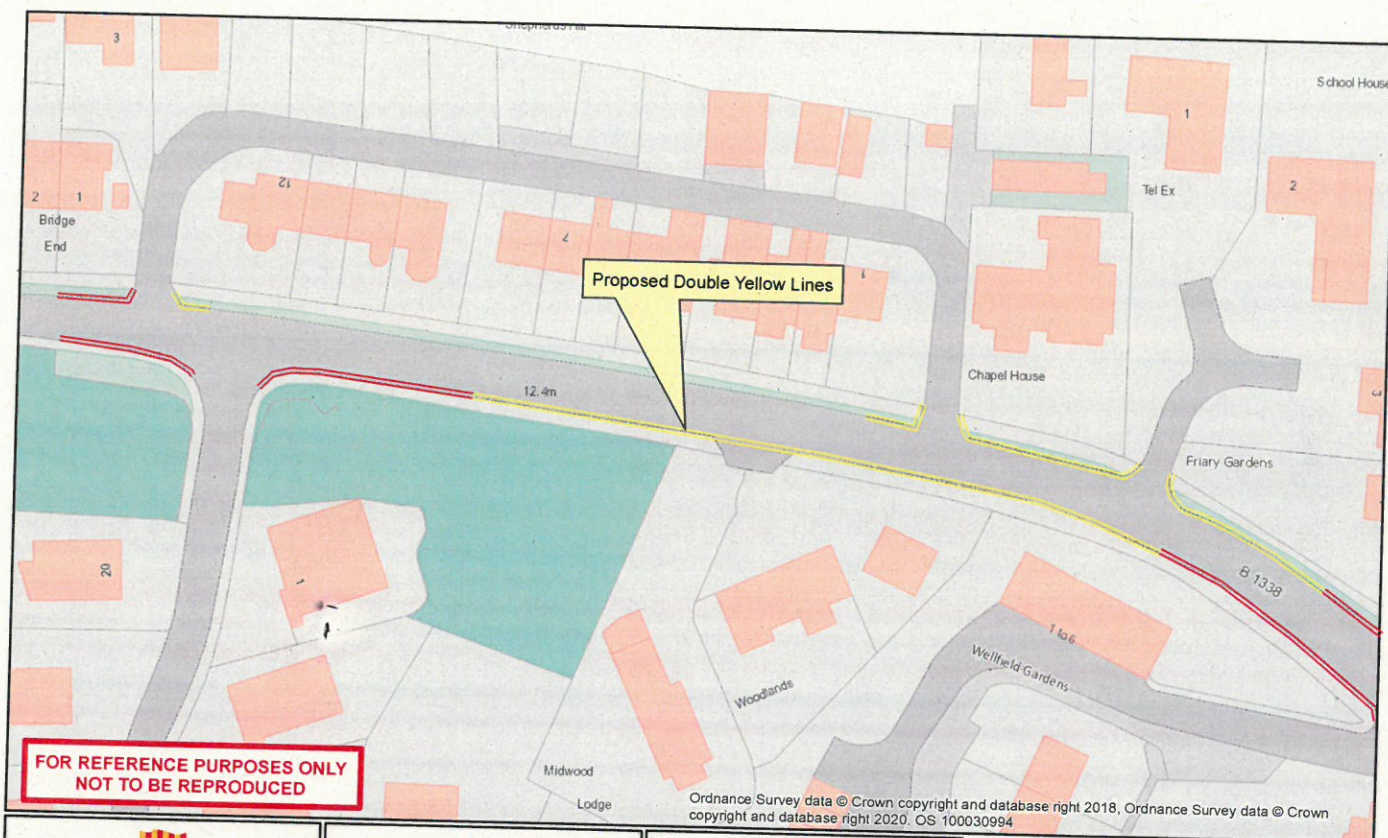 3
School House
1
2
1
Tel Ex
2
12
Bridge
End
7
1
Proposed Double Yellow Lines
Chapel House
12.4m
3
Friary Gardens
B 1338
20
1
1 to 6
Wellfield Gardens
Woodlands
FOR REFERENCE PURPOSES ONLY
NOT TO BE REPRODUCED
Midwood
Lodge
Ordnance Survey data © Crown copyright and database right 2018, Ordnance Survey data © Crown
copyright and database right 2020. OS 100030994